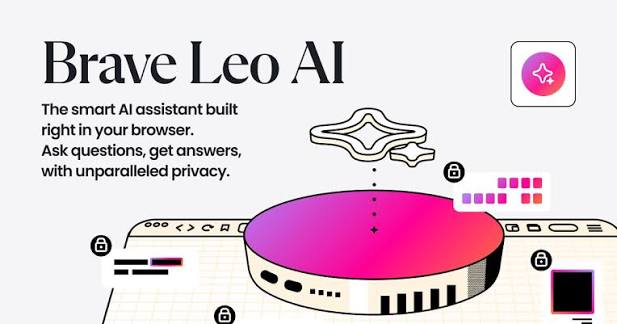 Brave Leo AI
The smart AI assistant built
right in your browser.
Ask questions, get answers,
with unparalleled privacy.